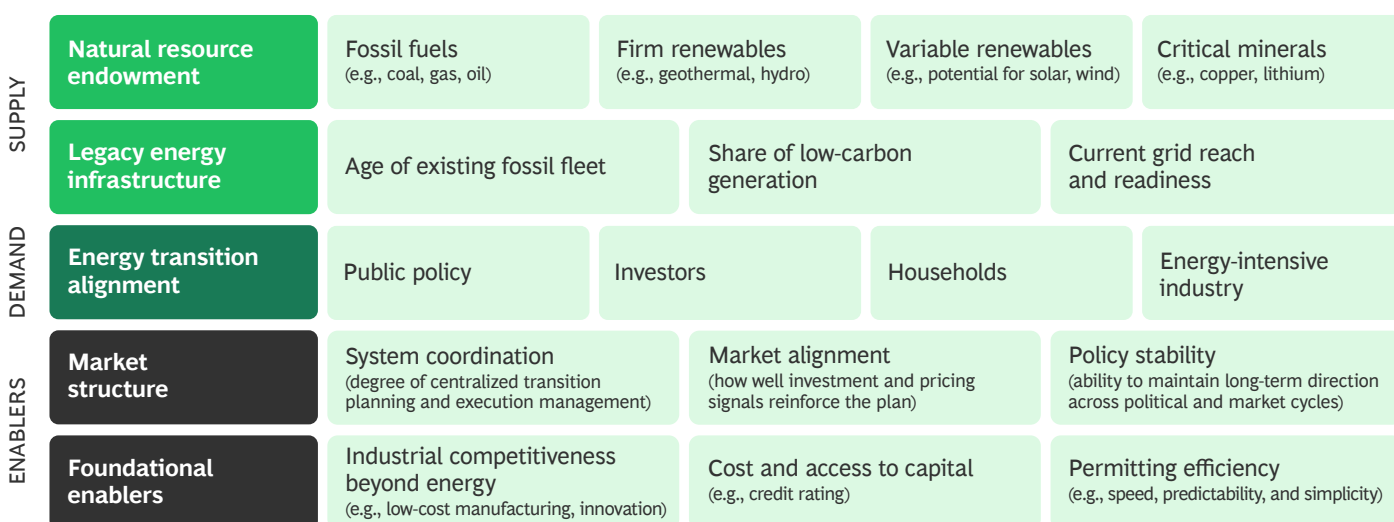 SUPPLY
Natural resource
endowment
Fossil fuels
(e.g., coal, gas, oil)
Firm renewables
(e.g., geothermal, hydro)
Variable renewables
(e.g., potential for solar, wind)
Critical minerals
(e.g., copper, lithium)
Legacy energy
infrastructure
Age of existing fossil fleet
Share of low-carbon
generation
Current grid reach
and readiness
DEMAND
Energy transition
alignment
Public policy
Investors
Households
Energy-intensive
industry
ENABLERS
Market
structure
System coordination
(degree of centralized transition
planning and execution management)
Market alignment
(how well investment and pricing
signals reinforce the plan)
Policy stability
(ability to maintain long-term direction
across political and market cycles)
Foundational
enablers
Industrial competitiveness
beyond energy
(e.g., low-cost manufacturing, innovation)
Cost and access to capital
(e.g., credit rating)
Permitting efficiency
(e.g., speed, predictability, and simplicity)